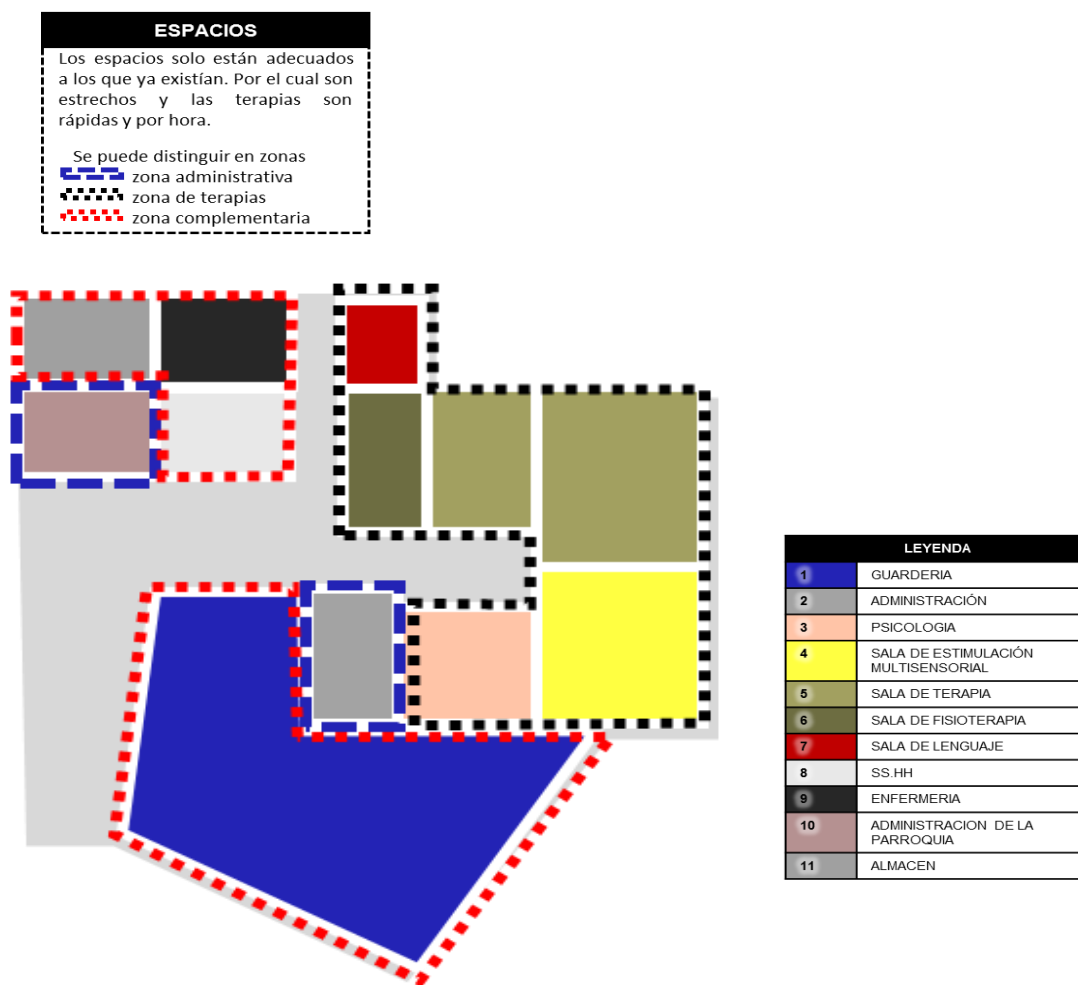 ESPACIOS
Los espacios solo están adecuados
a los que ya existían. Por el cual son
estrechos y las terapias son
rápidas y por hora.
Se puede distinguir en zonas
zona administrativa
zona de terapias
zona complementaria
LEYENDA
1 GUARDERIA
2 ADMINISTRACIÓN
3 PSICOLOGIA
4 SALA DE ESTIMULACIÓN
MULTISENSORIAL
5 SALA DE TERAPIA
6 SALA DE FISIOTERAPIA
7 SALA DE LENGUAJE
8 SS.HH
9 ENFERMERIA
10 ADMINISTRACION DE LA
PARROQUIA
11 ALMACEN